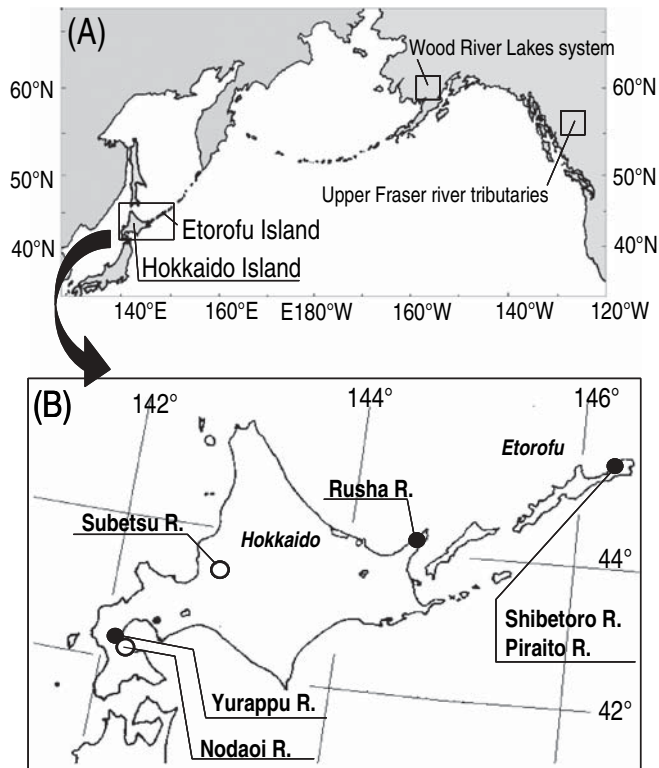 (A)
Wood River Lakes system
60°N
60°N
50°N
Upper Fraser river tributaries
50°N
Etorofu Island
40°N
40°N
Hokkaido Island
140°E
160°E
E180°W
160°W
140°W
120°W
(B)
142°
144°
146°
Etorofu
Rusha R.
Subetsu R.
Hokkaido
44°
Shibetoro R.
Piraito R.
Yurappu R.
42°
Nodaoi R.